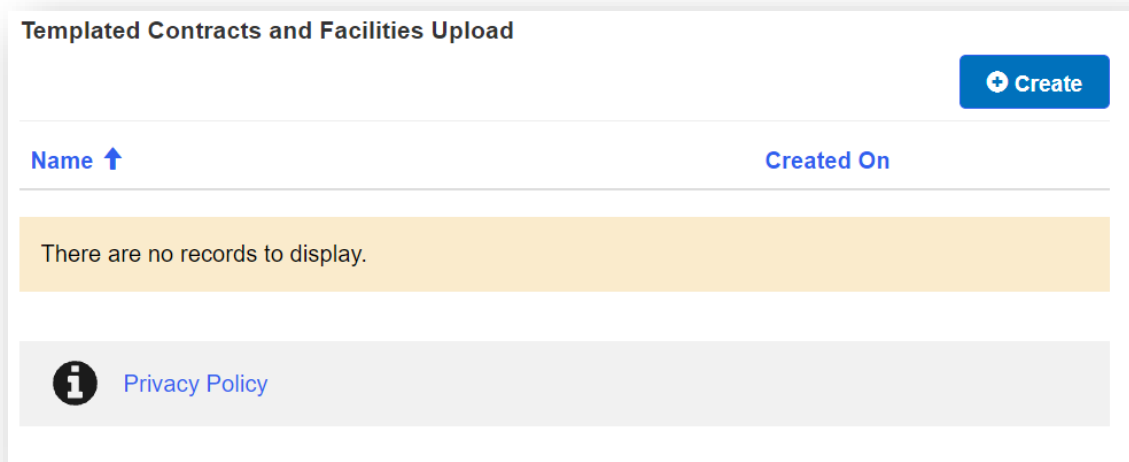 Templated Contracts and Facilities Upload
Create
Name Created On
There are no records to display.
Privacy Policy